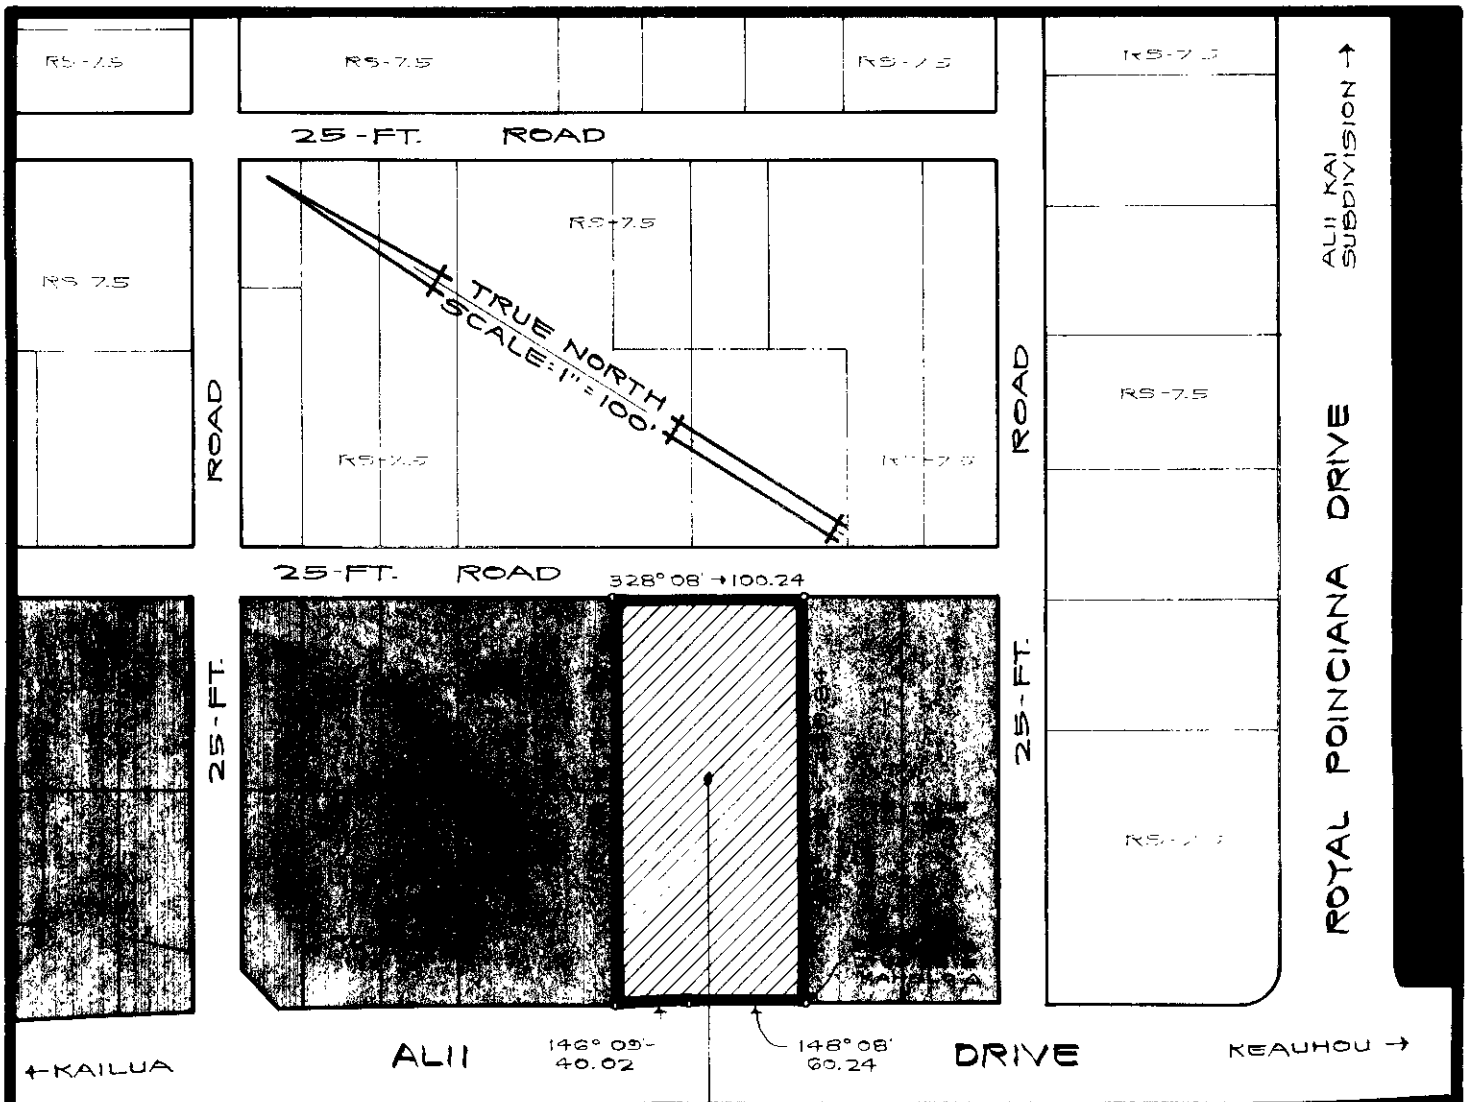 RS-7.5
RS-7.5
RS-7.5
RS-7.5
25-FT. ROAD
ALII KAI
SUBDIVISION →
RS-7.5
RS 7.5
TRUE NORTH
SCALE: 1" = 100'
ROAD
ROAD
RS-7.5
RS-7.5
ROYAL POINCIANA DRIVE
25-FT. ROAD
328° 08' → 100.24
25-FT.
25-FT.
ALII DRIVE
146° 09'-
40.02
148° 08'
60.24
← KAILUA
KEAUHOU →